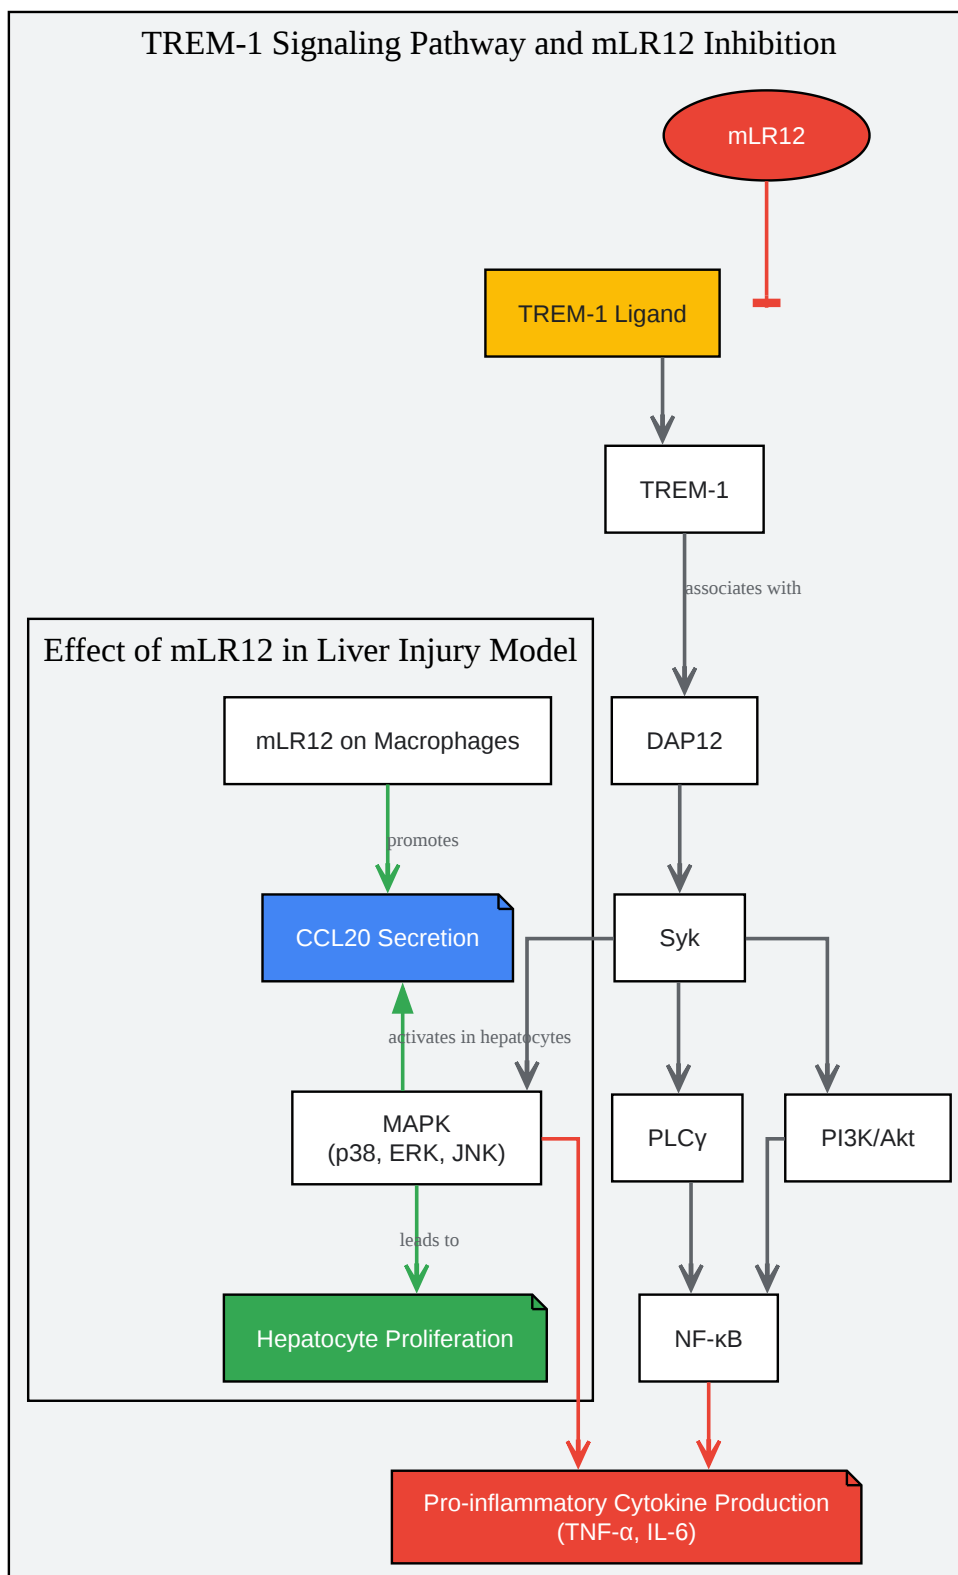 TREM-1 Signaling Pathway and mLR12 Inhibition
mLR12
TREM-1 Ligand
TREM-1
associates with
Effect of mLR12 in Liver Injury Model
mLR12 on Macrophages
DAP12
promotes
CCL20 Secretion
Syk
activates in hepatocytes
MAPK
(p38, ERK, JNK)
PLCγ
PI3K/Akt
leads to
Hepatocyte Proliferation
NF-κB
Pro-inflammatory Cytokine Production
(TNF-α, IL-6)